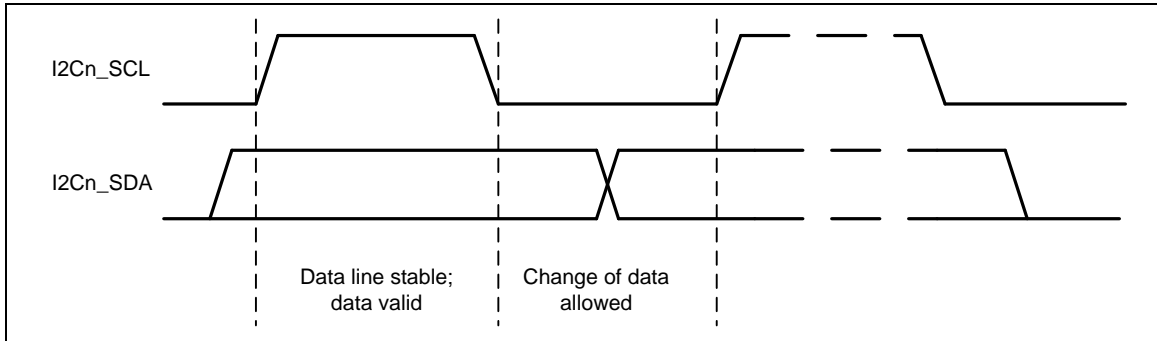 I2Cn_SCL
I2Cn_SDA
Data line stable;
data valid
Change of data
allowed